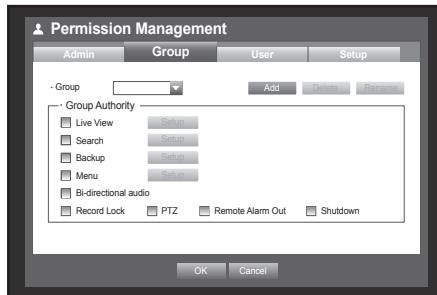 Permission Management
Admin Group User Setup
· Group Add Delete Rename
· Group Authority
Live View Setup
Search Setup
Backup Setup
Menu Setup
Bi-directional audio
Record Lock PTZ Remote Alarm Out Shutdown
OK Cancel